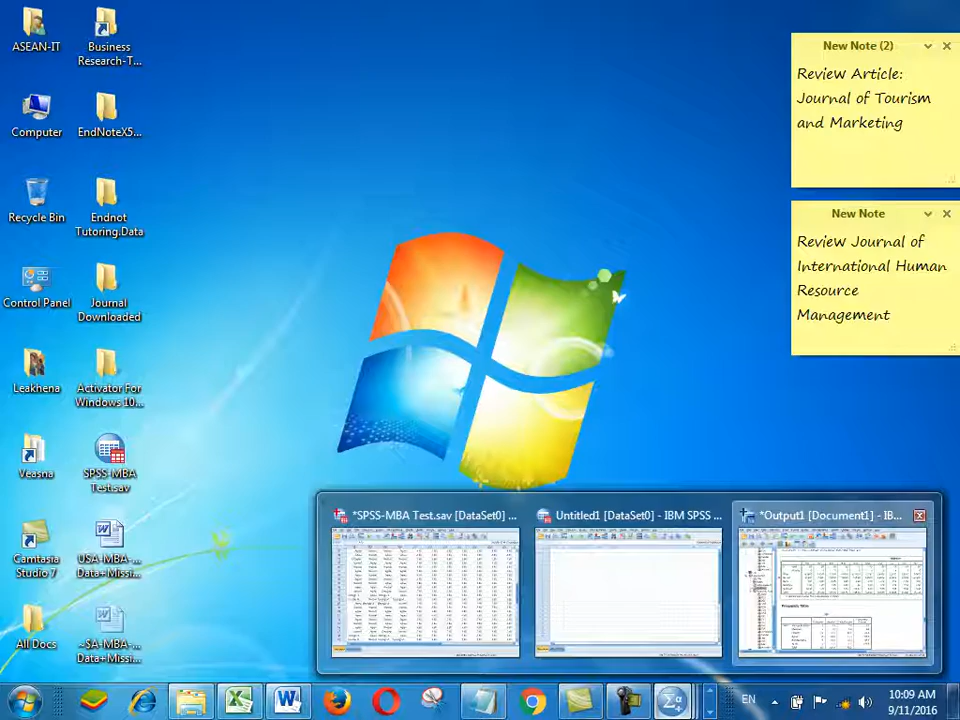 ASEAN-IT
Business
Research-T...
Computer
EndNoteX5...
Recycle Bin
Endnot
Tutoring.Data
Control Panel
Journal
Downloaded
Leakhena
Activator For
Windows 10...
Veasna
SPSS-MBA
Test.sav
Camtasia
Studio 7
USA-MBA-...
Data+Missi...
All Docs
~SA-MBA-...
Data+Missi...
New Note (2)
Review Article:
Journal of Tourism
and Marketing
New Note
Review Journal of
International Human
Resource
Management
*SPSS-MBA Test.sav [DataSet0] ...
Untitled1 [DataSet0] - IBM SPSS ...
*Output1 [Document1] - IB...
EN
10:09 AM
9/11/2016